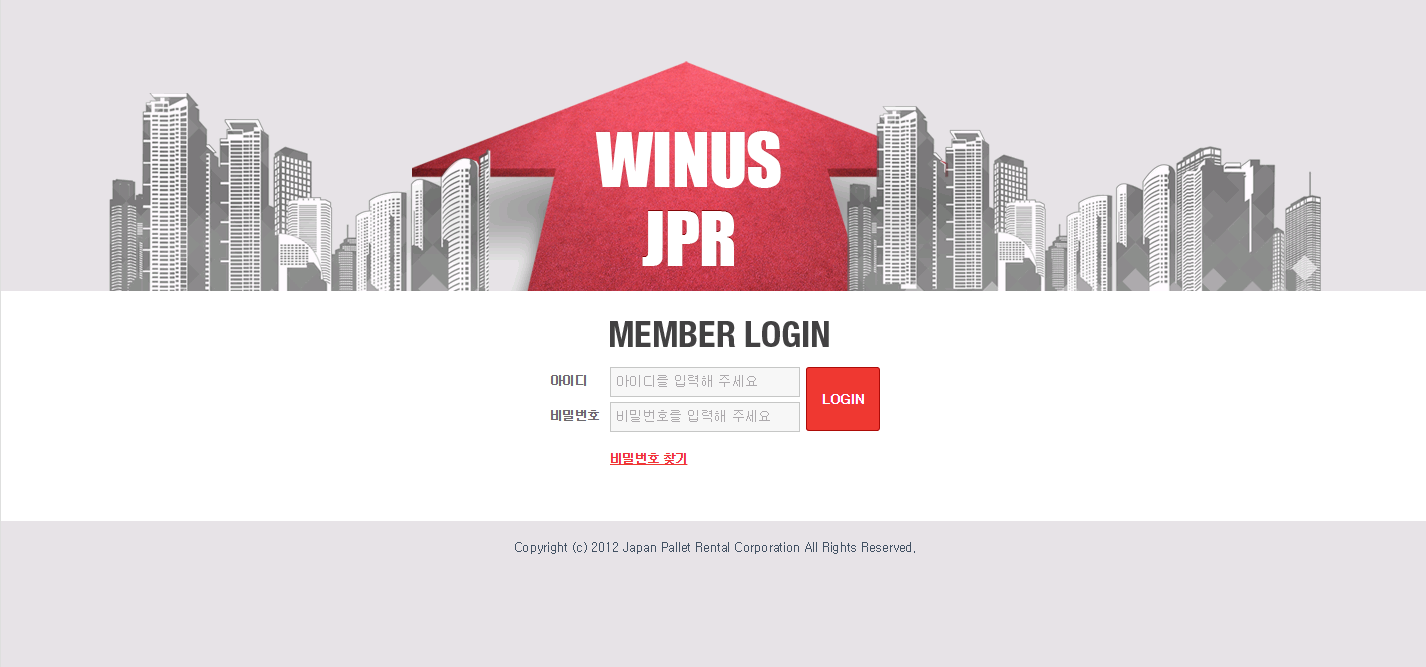 WINUS
JPR
MEMBER LOGIN
아이디
아이디를 입력해 주세요
비밀번호
비밀번호를 입력해 주세요
LOGIN
비밀번호 찾기
Copyright (c) 2012 Japan Pallet Rental Corporation All Rights Reserved.